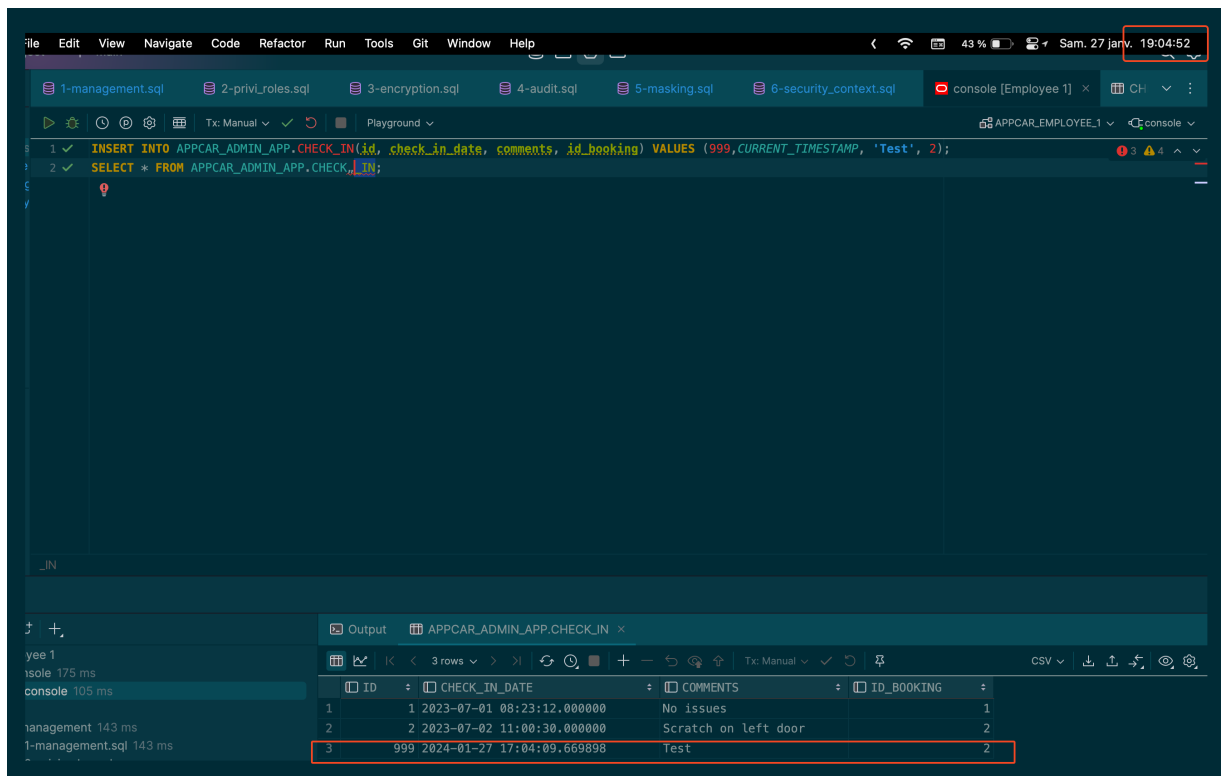 File Edit View Navigate Code Refactor Run Tools Git Window Help 43 % Sam. 27 janv. 19:04:52
1-management.sql 2-privi_roles.sql 3-encryption.sql 4-audit.sql 5-masking.sql 6-security_context.sql console [Employee 1] CH
Tx: Manual Playground APPCAR_EMPLOYEE_1 console
1 INSERT INTO APPCAR_ADMIN_APP.CHECK_IN(id, check_in_date, comments, id_booking) VALUES (999,CURRENT_TIMESTAMP, 'Test', 2); 3 4
2 SELECT * FROM APPCAR_ADMIN_APP.CHECK_IN;
_IN
Output APPCAR_ADMIN_APP.CHECK_IN
yee 1
nsole 175 ms
console 105 ms
nanagement 143 ms
1-management.sql 143 ms
3 rows Tx: Manual CSV
ID CHECK_IN_DATE COMMENTS ID_BOOKING
1 1 2023-07-01 08:23:12.000000 No issues 1
2 2 2023-07-02 11:00:30.000000 Scratch on left door 2
3 999 2024-01-27 17:04:09.669898 Test 2